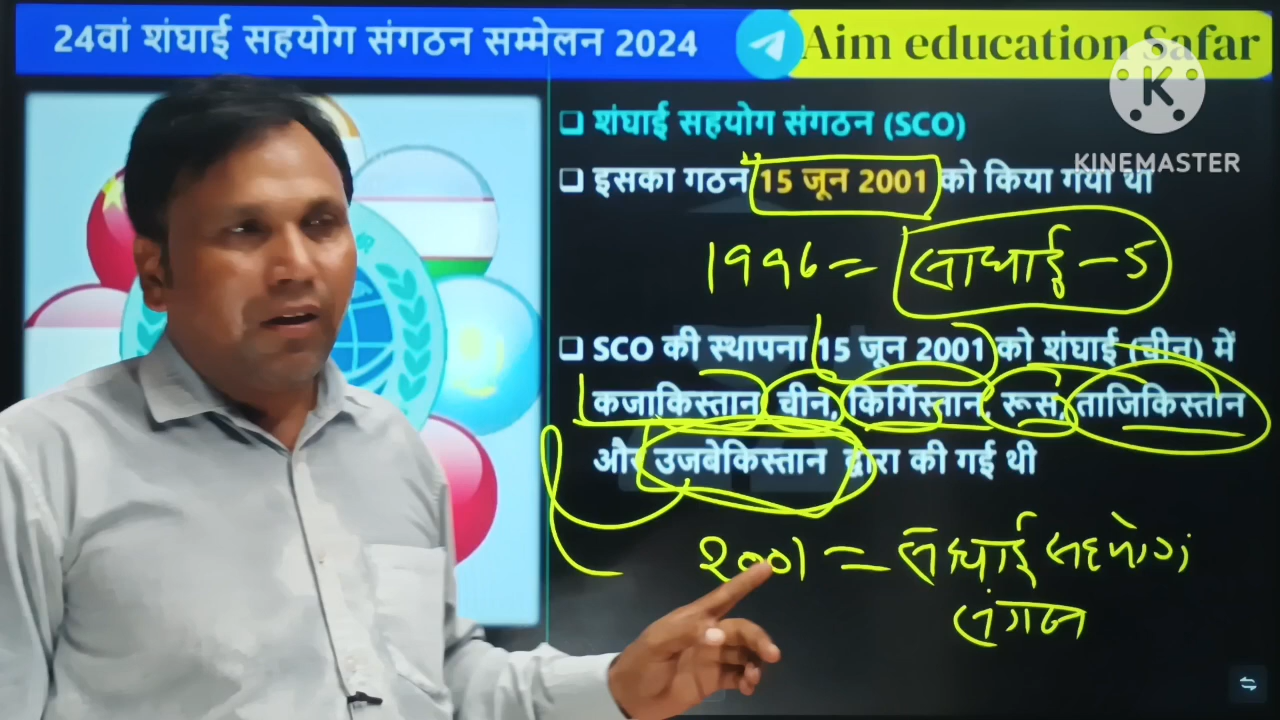 24वां शंघाई सहयोग संगठन सम्मेलन 2024
Aim education Safar
KINEMASTER
❑ शंघाई सहयोग संगठन (SCO)
❑ इसका गठन 15 जून 2001 को किया गया था
1996 = साघाई - 5
❑ SCO की स्थापना 15 जून 2001 को शंघाई (चीन) में
कजाकिस्तान, चीन, किर्गिस्तान, रूस, ताजिकिस्तान
और उजबेकिस्तान द्वारा की गई थी
2001 = संघाई सहयोग
संगठन